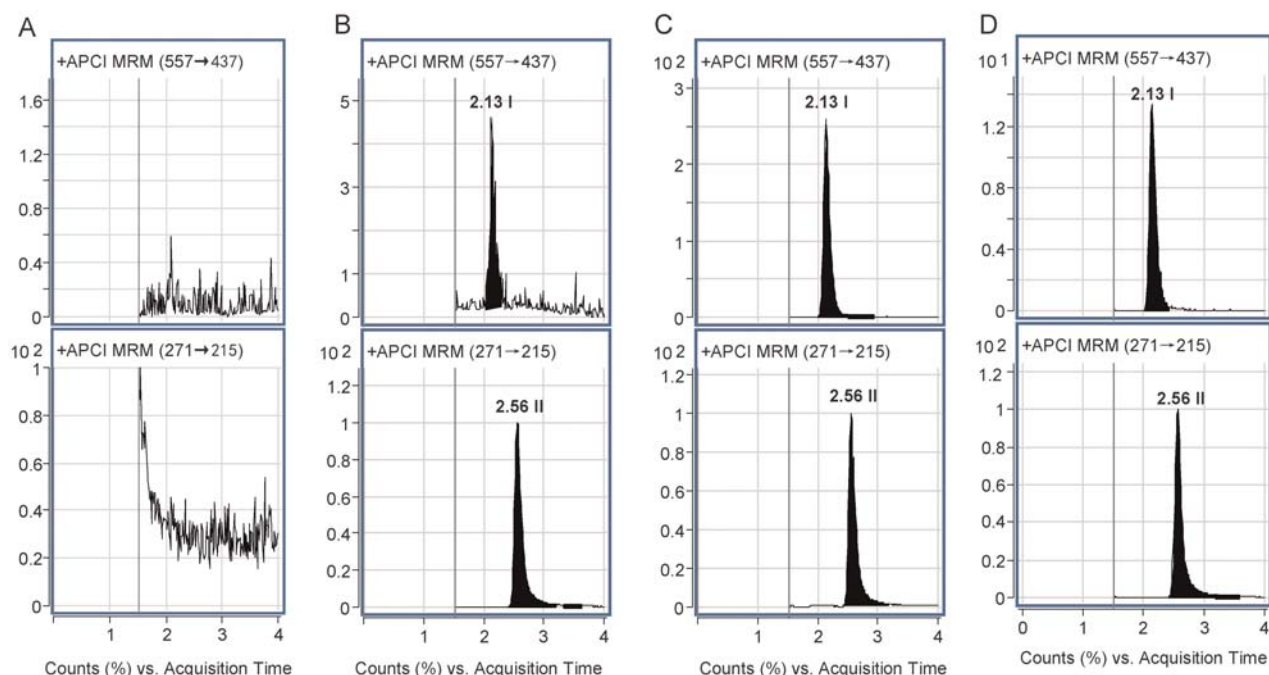 A
+APCI MRM (557→437)
1.6
1.2
0.8
0.4
0
10 2
+APCI MRM (271→215)
1
0.8
0.6
0.4
0.2
0
1 2 3 4
Counts (%) vs. Acquisition Time
B
+APCI MRM (557→437)
2.13 I
5
3
1
0
10 2
+APCI MRM (271→215)
2.56 II
1.2
1
0.8
0.6
0.4
0.2
0
1 2 3 4
Counts (%) vs. Acquisition Time
C
10 2
+APCI MRM (557→437)
2.13 I
3
2
1
0
10 2
+APCI MRM (271→215)
2.56 II
1.2
1
0.8
0.6
0.4
0.2
0
1 2 3 4
Counts (%) vs. Acquisition Time
D
10 1
+APCI MRM (557→437)
2.13 I
1.2
0.8
0.4
0
10 2
+APCI MRM (271→215)
2.56 II
1.2
1
0.8
0.6
0.4
0.2
0
0 1 2 3 4
Counts (%) vs. Acquisition Time